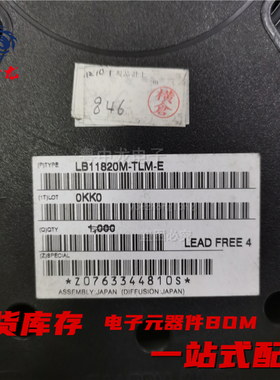 846
(P)TYPE
LB11820M-TLM-E
(1T)LOT
0KK0
(Q)QTY
1,000
LEAD FREE 4
(Z)SPECIAL
*Z0763344810S*
ASSEMBLY JAPAN (DIFFUSION JAPAN)
货库存
电子元器件BOM
一站式配